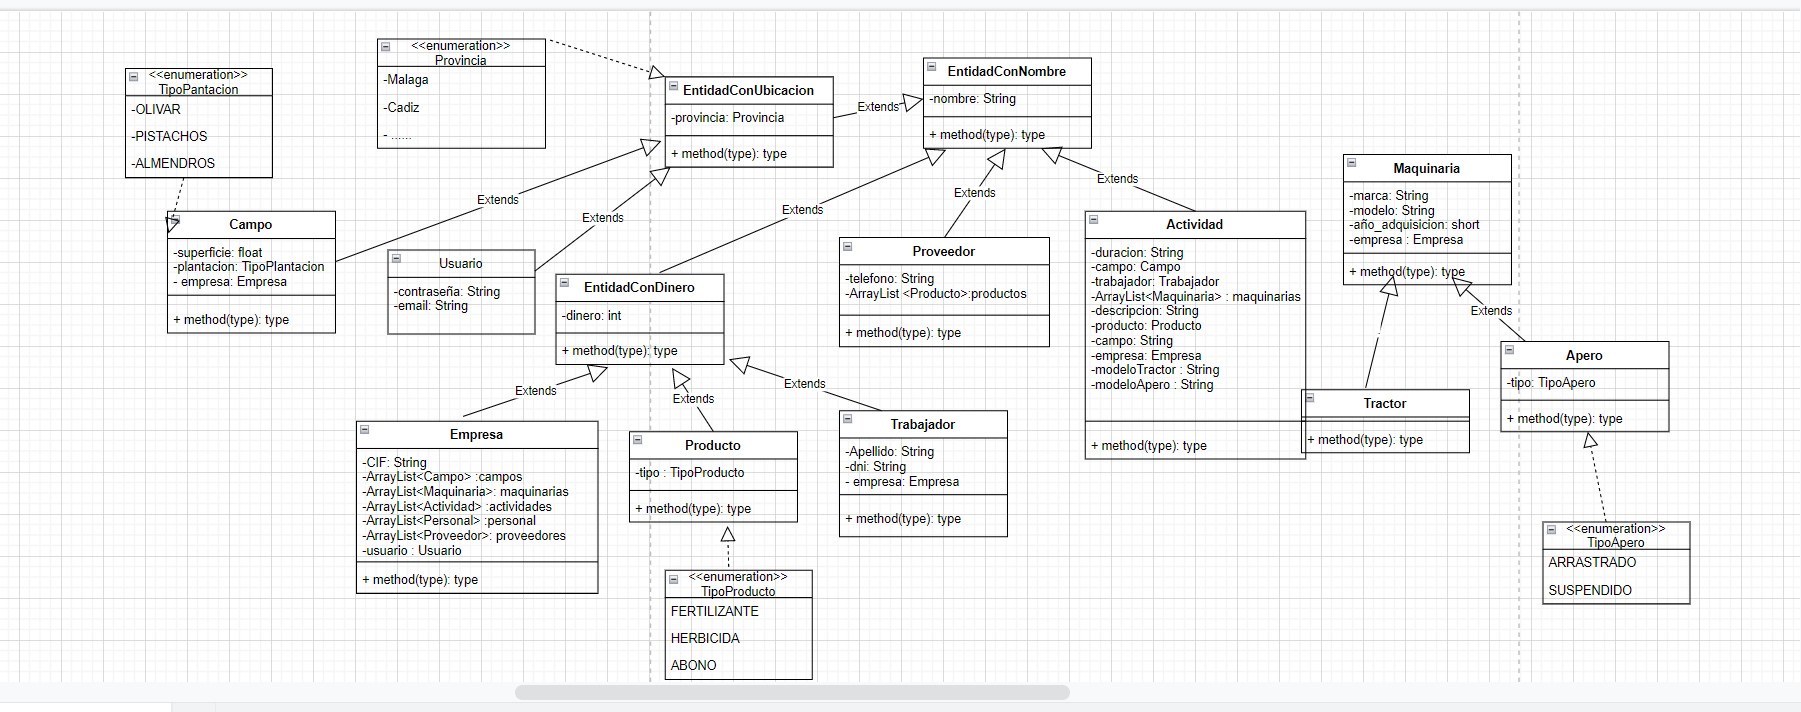 <<enumeration>>
TipoPantacion
-OLIVAR
-PISTACHOS
-ALMENDROS
<<enumeration>>
Provincia
-Malaga
-Cadiz
- ......
EntidadConUbicacion
-provincia: Provincia
+ method(type): type
Extends
EntidadConNombre
-nombre: String
+ method(type): type
Extends
Extends
Extends
Extends
Extends
Campo
-superficie: float
-plantacion: TipoPlantacion
- empresa: Empresa
+ method(type): type
Usuario
-contraseña: String
-email: String
EntidadConDinero
-dinero: int
+ method(type): type
Proveedor
-telefono: String
-ArrayList <Producto>:productos
+ method(type): type
Actividad
-duracion: String
-campo: Campo
-trabajador: Trabajador
-ArrayList<Maquinaria> : maquinarias
-descripcion: String
-producto: Producto
-campo: String
-empresa: Empresa
-modeloTractor : String
-modeloApero : String
+ method(type): type
Maquinaria
-marca: String
-modelo: String
-año_adquisicion: short
-empresa : Empresa
+ method(type): type
Extends
Tractor
+ method(type): type
Apero
-tipo: TipoApero
+ method(type): type
Extends
Extends
Extends
Empresa
-CIF: String
-ArrayList<Campo> :campos
-ArrayList<Maquinaria>: maquinarias
-ArrayList<Actividad> :actividades
-ArrayList<Personal> :personal
-ArrayList<Proveedor>: proveedores
-usuario : Usuario
+ method(type): type
Producto
-tipo : TipoProducto
+ method(type): type
Trabajador
-Apellido: String
-dni: String
- empresa: Empresa
+ method(type): type
<<enumeration>>
TipoProducto
FERTILIZANTE
HERBICIDA
ABONO
<<enumeration>>
TipoApero
ARRASTRADO
SUSPENDIDO